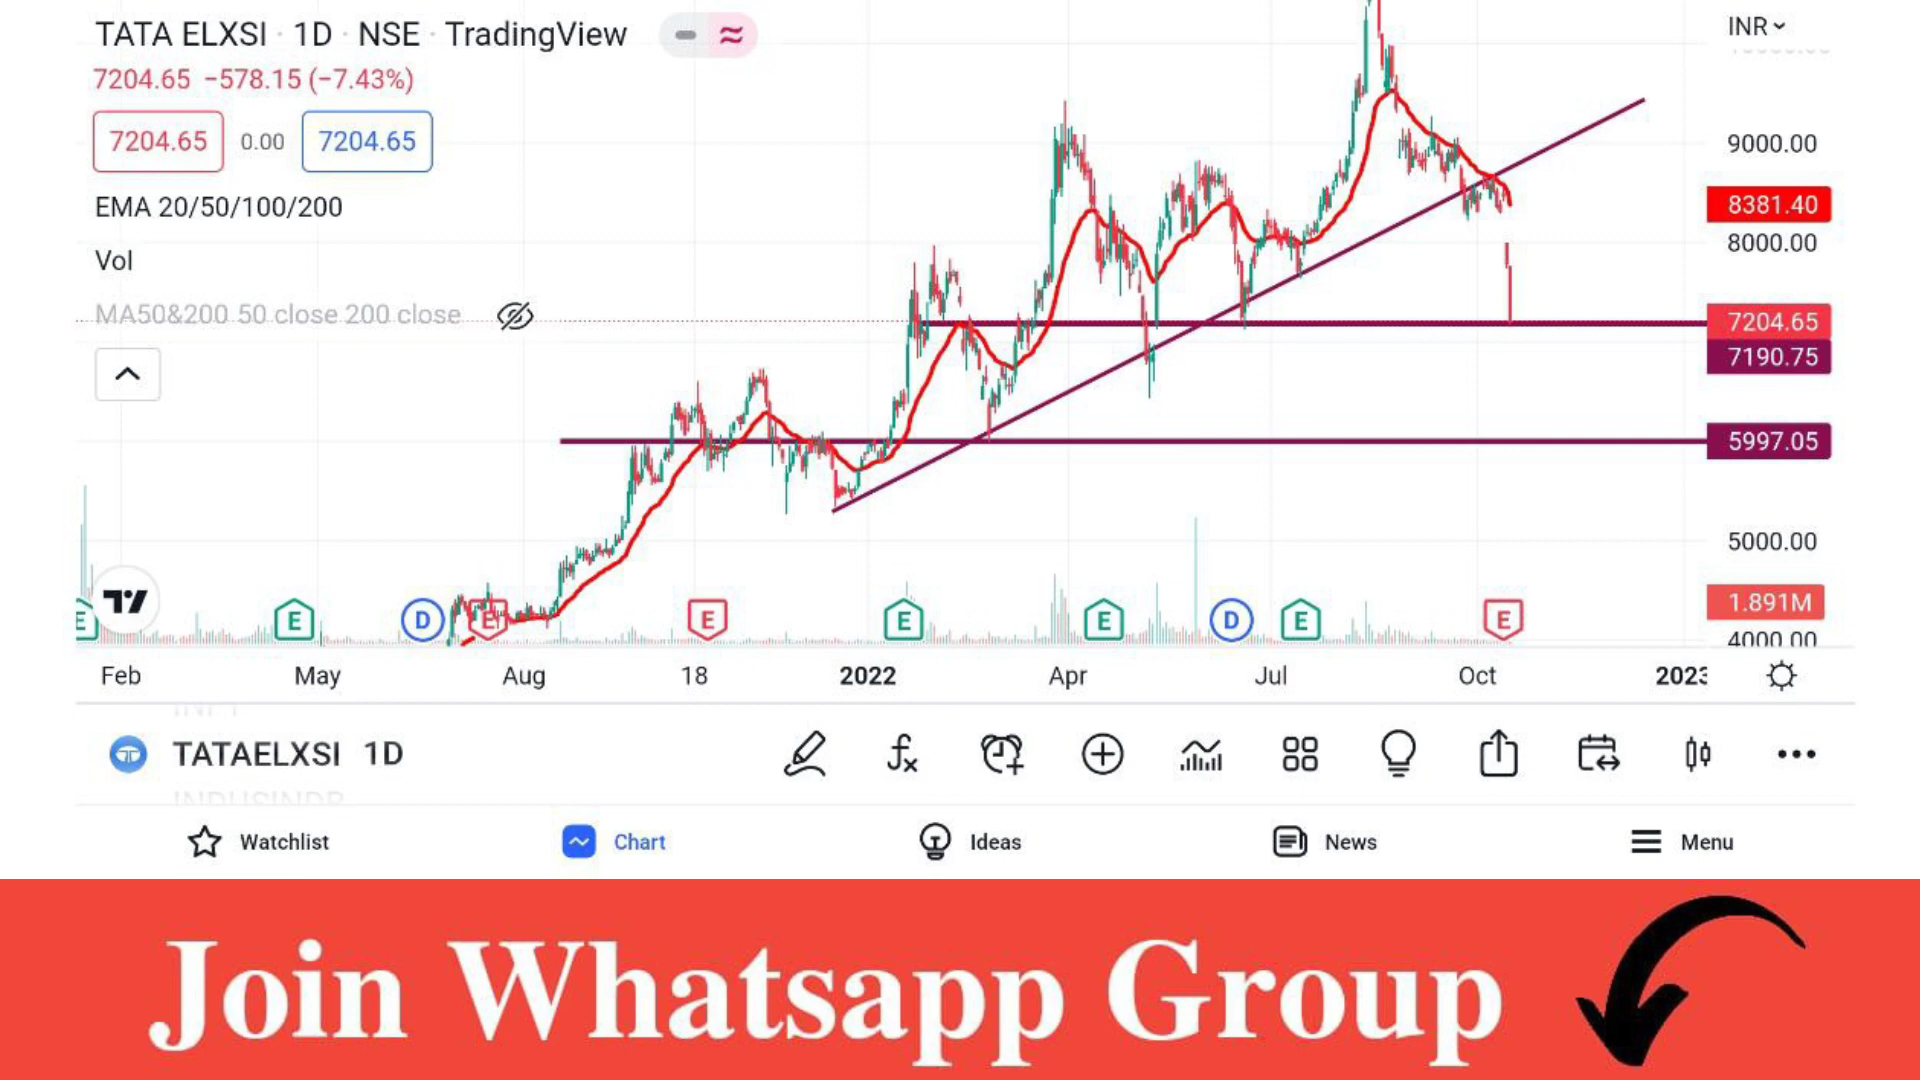 TATA ELXSI · 1D · NSE · TradingView
INR
7204.65 −578.15 (−7.43%)
7204.65 0.00 7204.65
EMA 20/50/100/200
Vol
MA50&200 50 close 200 close
9000.00
8381.40
8000.00
7204.65
7190.75
5997.05
5000.00
1.891M
4000.00
E E D E E E E D E E
Feb May Aug 18 2022 Apr Jul Oct 2023
TATAELXSI 1D
Watchlist Chart Ideas News Menu
Join Whatsapp Group